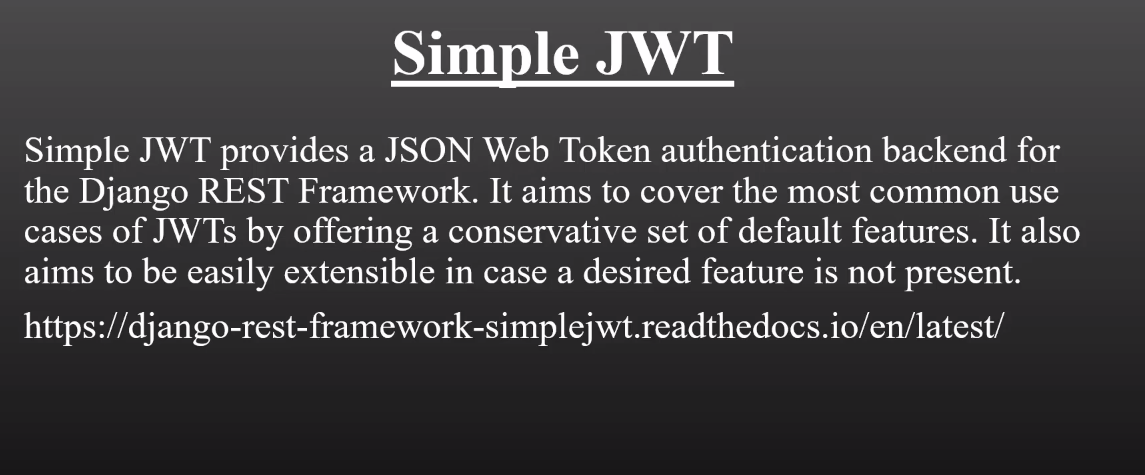 Simple JWT
Simple JWT provides a JSON Web Token authentication backend for
the Django REST Framework. It aims to cover the most common use
cases of JWTs by offering a conservative set of default features. It also
aims to be easily extensible in case a desired feature is not present.
https://django-rest-framework-simplejwt.readthedocs.io/en/latest/